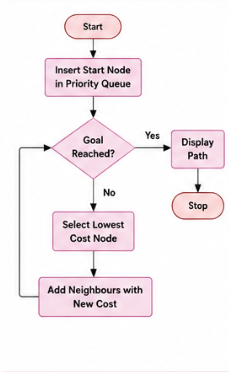 Start
Insert Start Node
in Priority Queue
Goal
Reached?
Yes
Display
Path
No
Stop
Select Lowest
Cost Node
Add Neighbours with
New Cost